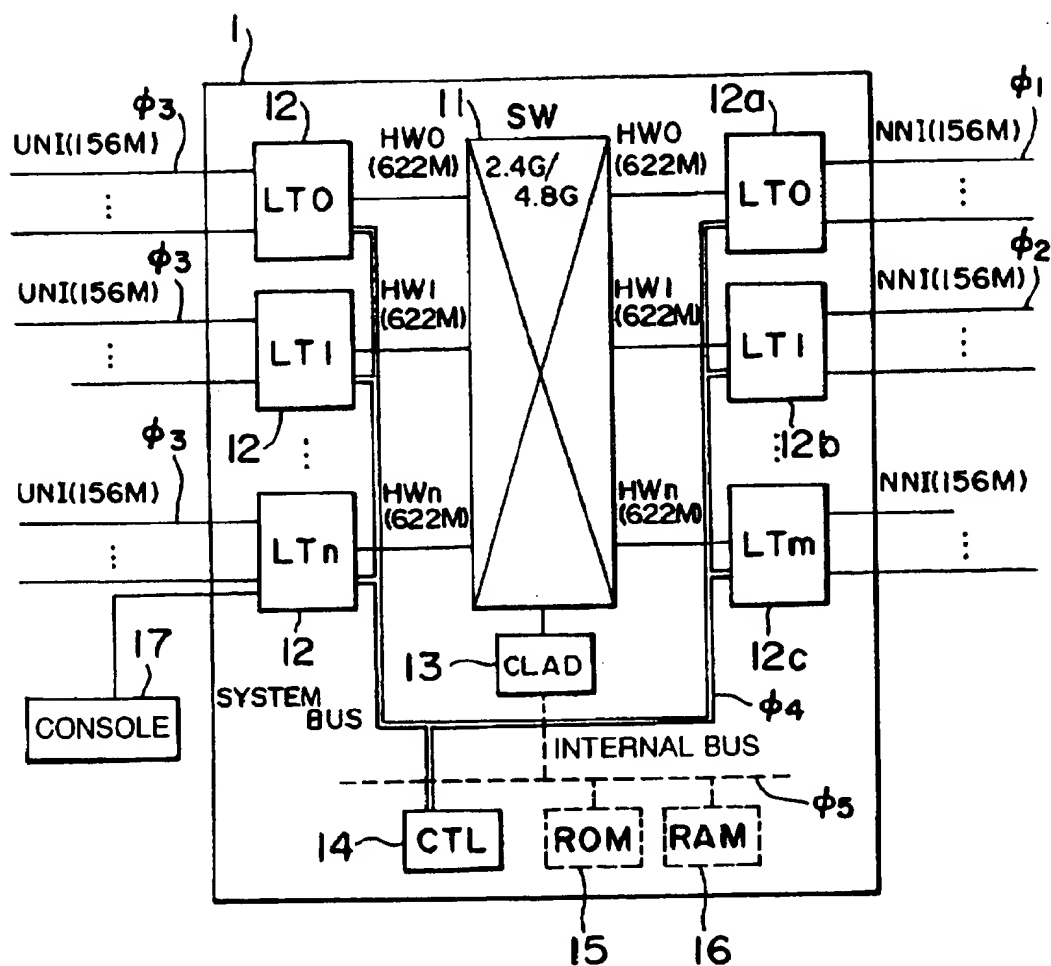 1
φ3
12
11
SW
12a
φ1
UNI(156M)
HW0
(622M)
2.4G/
4.8G
HW0
(622M)
NNI(156M)
LT0
LT0
φ3
φ2
UNI(156M)
HW1
(622M)
HW1
(622M)
NNI(156M)
LT1
LT1
φ3
12
12b
UNI(156M)
HWn
(622M)
HWn
(622M)
NNI(156M)
LTn
LTm
17
12
13
CLAD
12c
CONSOLE
SYSTEM
BUS
φ4
INTERNAL BUS
φ5
14
CTL
ROM
RAM
15
16